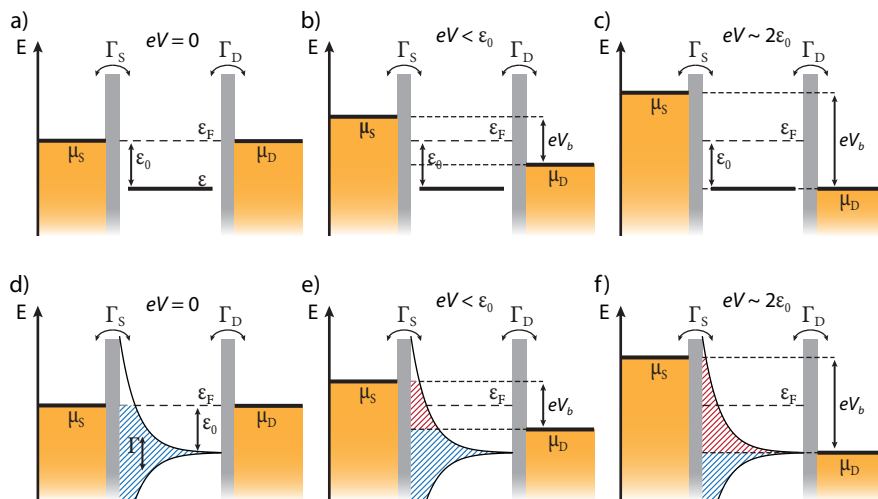 a)
eV = 0
E
Γ_S
Γ_D
ε_F
μ_S
μ_D
ε_0
ε
b)
eV < ε_0
E
Γ_S
Γ_D
μ_S
ε_F
eV_b
ε_0
μ_D
c)
eV ~ 2ε_0
E
Γ_S
Γ_D
μ_S
ε_F
eV_b
ε_0
μ_D
d)
eV = 0
E
Γ_S
Γ_D
ε_F
μ_S
μ_D
ε_0
Γ
e)
eV < ε_0
E
Γ_S
Γ_D
μ_S
ε_F
eV_b
μ_D
f)
eV ~ 2ε_0
E
Γ_S
Γ_D
μ_S
ε_F
eV_b
μ_D